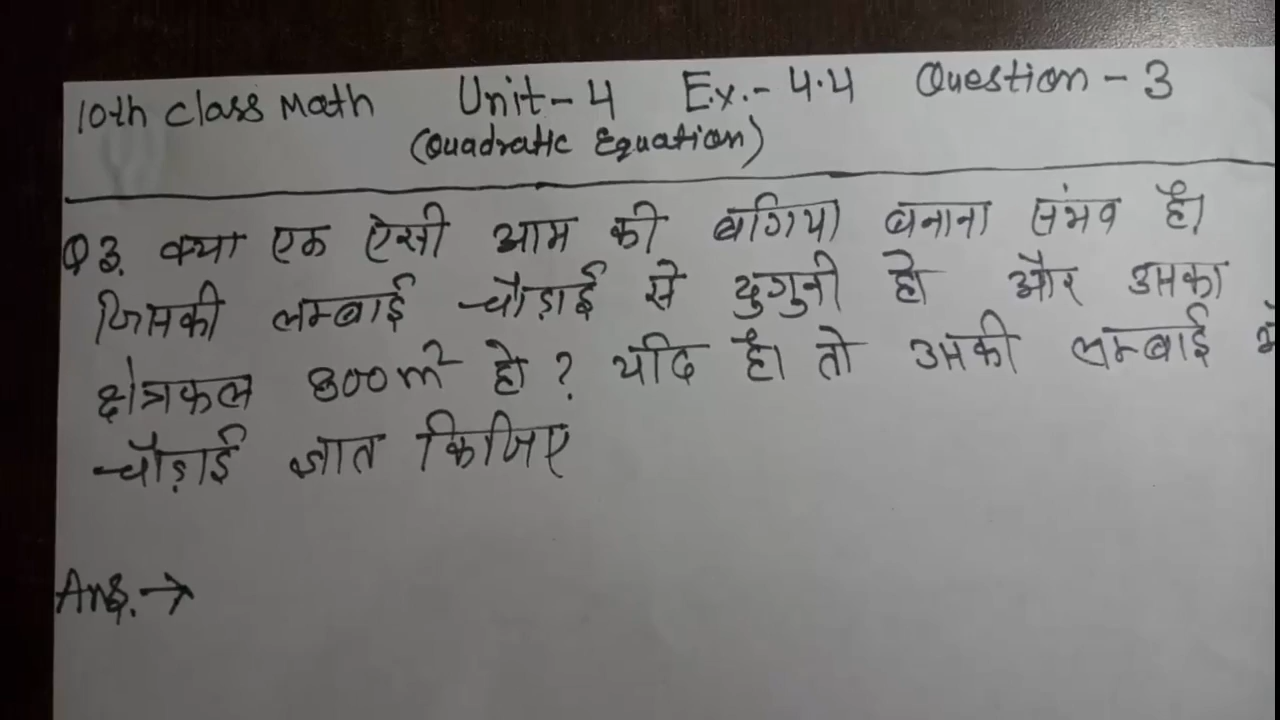 10th class Math Unit-4 Ex.-4.4 Question-3
(Quadratic Equation)
Q3. क्या एक ऐसी आम की बगिया बनाना संभव है।
जिसकी लम्बाई चौड़ाई से दुगुनी हो और उसका
क्षेत्रफल 800m² हो? यदि है। तो उसकी लम्बाई
चौड़ाई ज्ञात किजिए
Ans.→